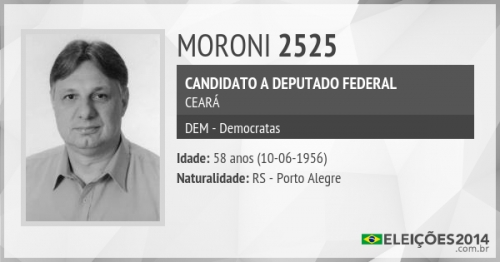 MORONI 2525
CANDIDATO A DEPUTADO FEDERAL
CEARÁ
DEM - Democratas
Idade: 58 anos (10-06-1956)
Naturalidade: RS - Porto Alegre
ELEIÇÕES2014
.com.br